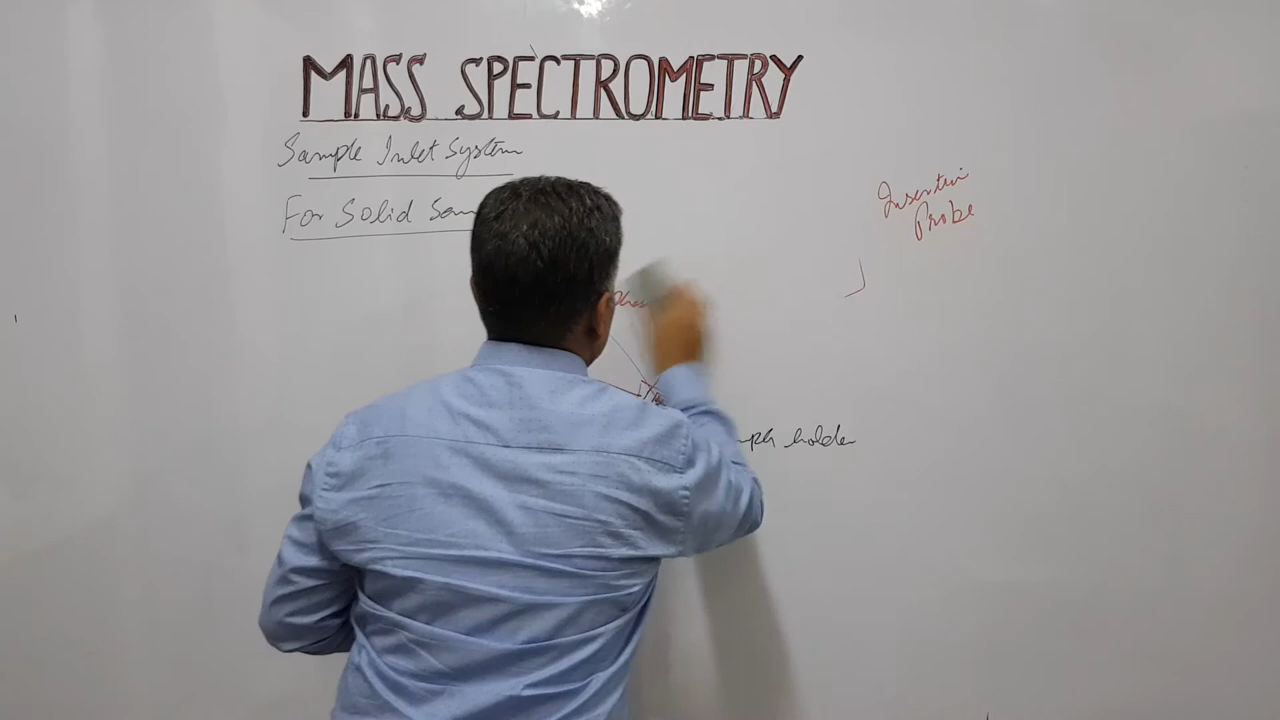 MASS SPECTROMETRY
Sample Inlet System
For Solid Sam
Insertion
Probe
holder